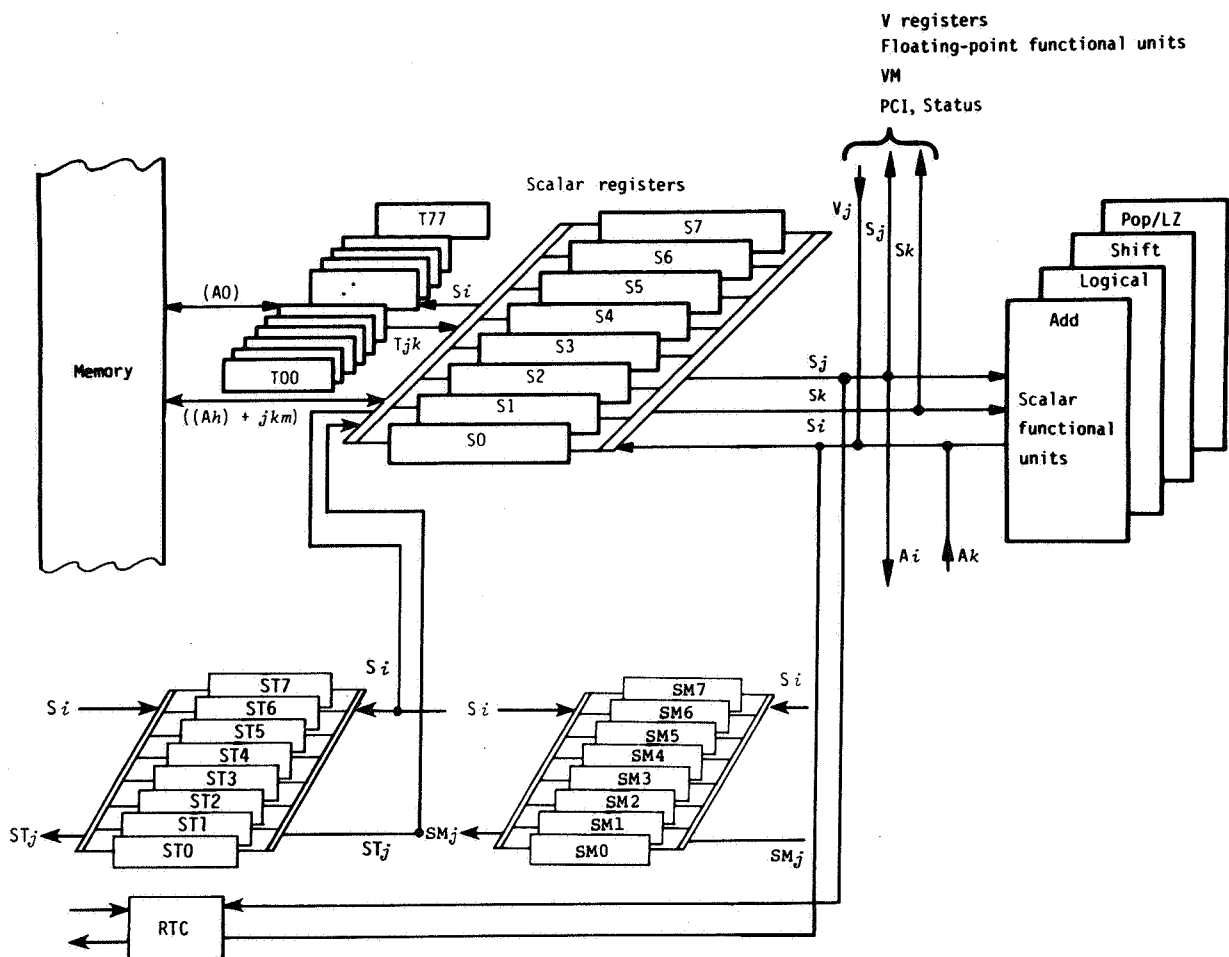 V registers
Floating-point functional units
VM
PCI, Status
Scalar registers
Vj
Sj
Sk
T77
S7
S6
S5
S4
S3
S2
S1
S0
Pop/LZ
Shift
Logical
Add
(A0)
Si
Tjk
T00
Memory
((Ah) + jkm)
Sj
Sk
Si
Scalar
functional
units
Ai
Ak
Si
Si
ST7
ST6
ST5
ST4
ST3
ST2
ST1
ST0
STj
STj
Si
Si
SM7
SM6
SM5
SM4
SM3
SM2
SM1
SM0
SMj
SMj
RTC